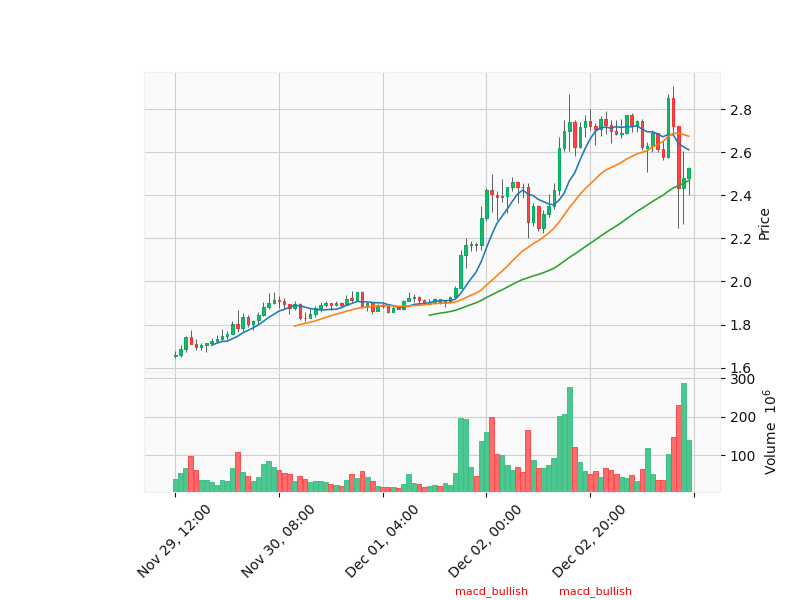 2.8
2.6
2.4
2.2
2.0
1.8
1.6
Price
300
200
100
Volume 10^6
Nov 29, 12:00
Nov 30, 08:00
Dec 01, 04:00
Dec 02, 00:00
Dec 02, 20:00
macd_bullish macd_bullish